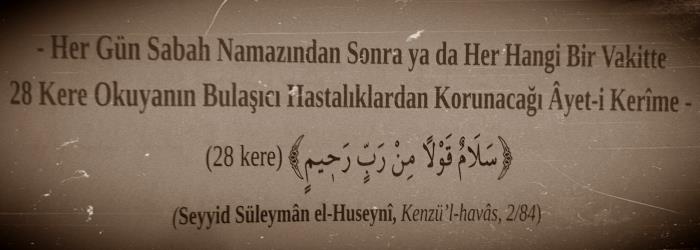 - Her Gün Sabah Namazından Sonra ya da Her Hangi Bir Vakitte
28 Kere Okuyanın Bulaşıcı Hastalıklardan Korunacağı Âyet-i Kerîme -
(28 kere) ﴿سَلَامٌ قَوْلًا مِنْ رَبٍّ رَح۪يمٍ﴾
(Seyyid Süleymân el-Huseynî, Kenzü’l-havâs, 2/84)